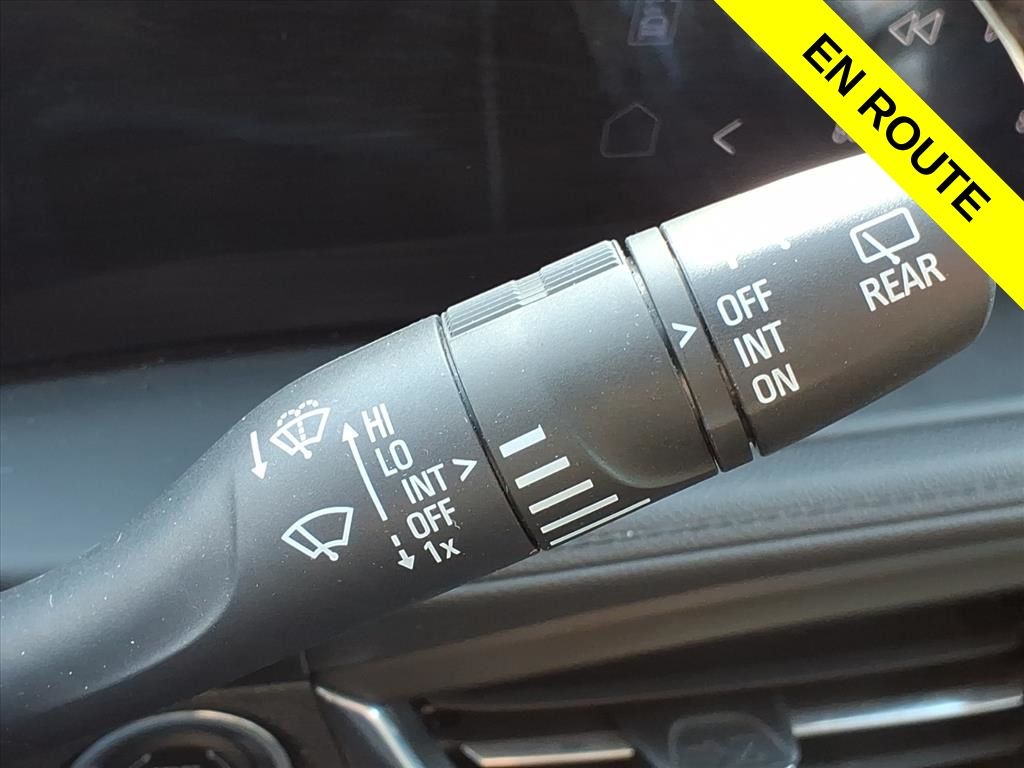 EN ROUTE
REAR
OFF
INT
ON
HI
LO
INT
OFF
1x